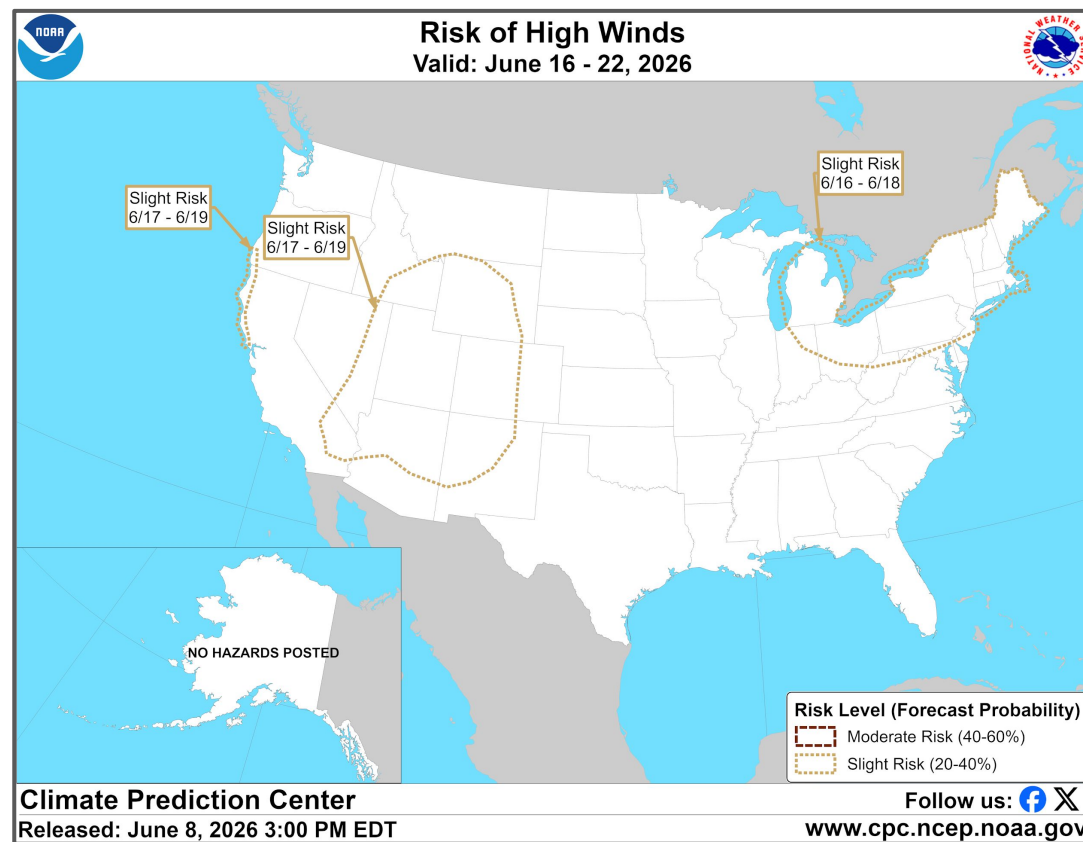 NOAA
Risk of High Winds
Valid: June 16 - 22, 2026
NATIONAL WEATHER SERVICE
Slight Risk
6/16 - 6/18
Slight Risk
6/17 - 6/19
Slight Risk
6/17 - 6/19
NO HAZARDS POSTED
Risk Level (Forecast Probability)
Moderate Risk (40-60%)
Slight Risk (20-40%)
Climate Prediction Center
Follow us:
Released: June 8, 2026 3:00 PM EDT
www.cpc.ncep.noaa.gov